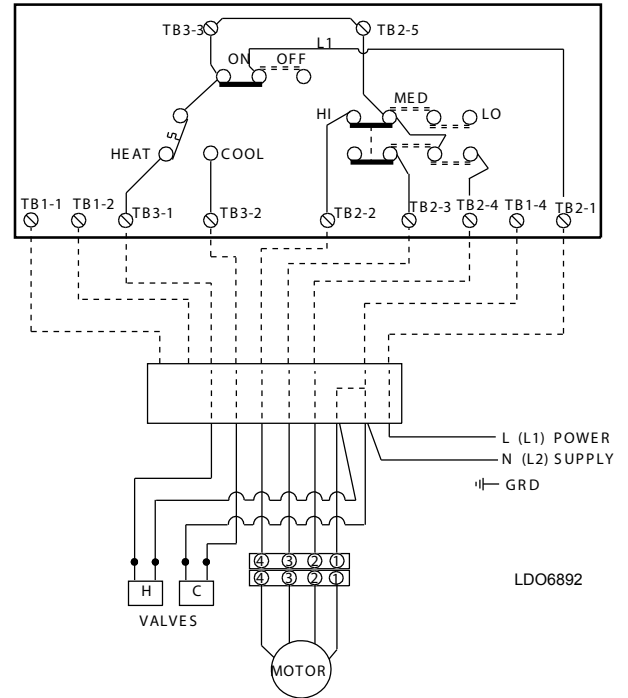 TB3-3
TB2-5
L1
ON OFF
MED
HI
LO
HEAT
COOL
TB1-1
TB1-2
TB3-1
TB3-2
TB2-2
TB2-3
TB2-4
TB1-4
TB2-1
L (L1) POWER
N (L2) SUPPLY
GRD
4 3 2 1
4 3 2 1
H
C
VALVES
LDO6892
MOTOR